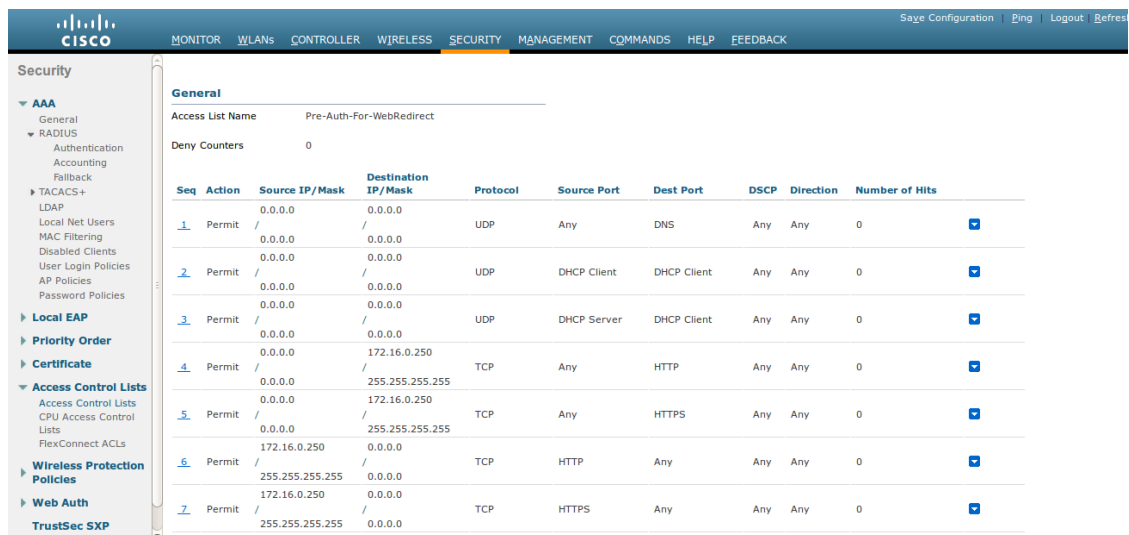 Save Configuration | Ping | Logout | Refresh
CISCO
MONITOR WLANs CONTROLLER WIRELESS SECURITY MANAGEMENT COMMANDS HELP FEEDBACK
Security
AAA
General
RADIUS
Authentication
Accounting
Fallback
TACACS+
LDAP
Local Net Users
MAC Filtering
Disabled Clients
User Login Policies
AP Policies
Password Policies
Local EAP
Priority Order
Certificate
Access Control Lists
Access Control Lists
CPU Access Control
Lists
FlexConnect ACLs
Wireless Protection
Policies
Web Auth
TrustSec SXP
General
Access List Name Pre-Auth-For-WebRedirect
Deny Counters 0
Seq Action Source IP/Mask Destination IP/Mask Protocol Source Port Dest Port DSCP Direction Number of Hits
0.0.0.0 0.0.0.0
1 Permit / / UDP Any DNS Any Any 0
0.0.0.0 0.0.0.0
0.0.0.0 0.0.0.0
2 Permit / / UDP DHCP Client DHCP Client Any Any 0
0.0.0.0 0.0.0.0
0.0.0.0 0.0.0.0
3 Permit / / UDP DHCP Server DHCP Client Any Any 0
0.0.0.0 0.0.0.0
0.0.0.0 172.16.0.250
4 Permit / / TCP Any HTTP Any Any 0
0.0.0.0 255.255.255.255
0.0.0.0 172.16.0.250
5 Permit / / TCP Any HTTPS Any Any 0
0.0.0.0 255.255.255.255
172.16.0.250 0.0.0.0
6 Permit / / TCP HTTP Any Any Any 0
255.255.255.255 0.0.0.0
172.16.0.250 0.0.0.0
7 Permit / / TCP HTTPS Any Any Any 0
255.255.255.255 0.0.0.0